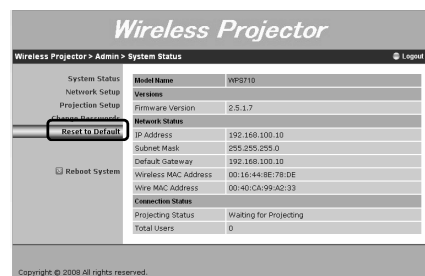 Wireless Projector
Wireless Projector > Admin > System Status Logout
System Status
Network Setup
Projection Setup
Change Passwords
Reset to Default
Reboot System
Model Name WPS710
Versions
Firmware Version 2.5.1.7
Network Status
IP Address 192.168.100.10
Subnet Mask 255.255.255.0
Default Gateway 192.168.100.10
Wireless MAC Address 00:16:44:8E:78:DE
Wire MAC Address 00:40:CA:99:A2:33
Connection Status
Projecting Status Waiting for Projecting
Total Users 0
Copyright © 2008 All rights reserved.